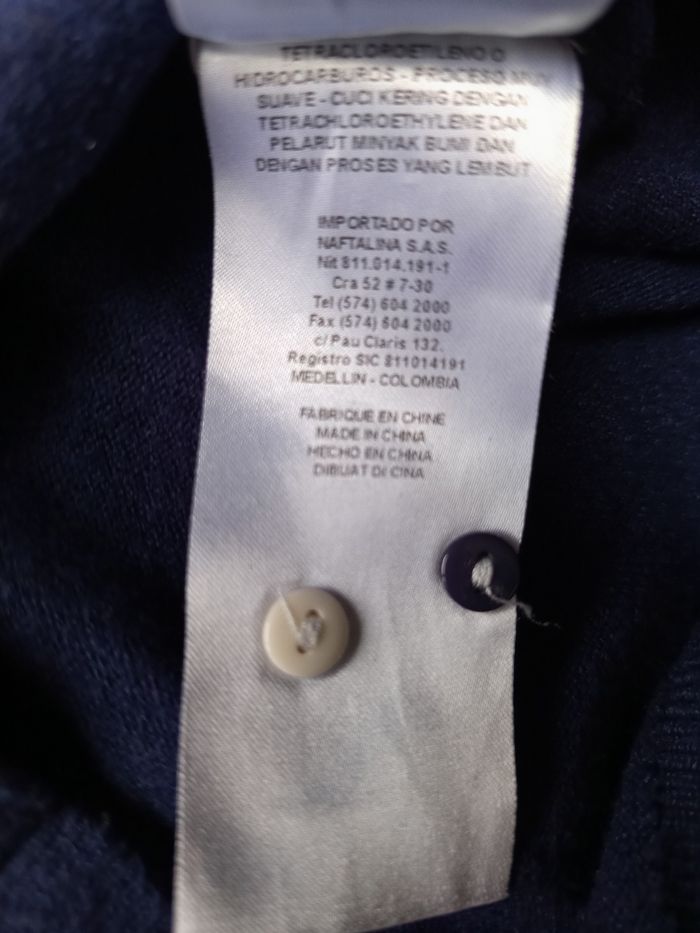 TETRACLOROETILENO O
HIDROCARBUROS - PROCESO MUY
SUAVE - CUCI KERING DENGAN
TETRACHLOROETHYLENE DAN
PELARUT MINYAK BUMI DAN
DENGAN PROSES YANG LEMBUT
IMPORTADO POR
NAFTALINA S.A.S.
Nit 811.014.191-1
Cra 52 # 7-30
Tel (574) 604 2000
Fax (574) 604 2000
c/ Pau Claris 132.
Registro SIC 811014191
MEDELLIN - COLOMBIA
FABRIQUE EN CHINE
MADE IN CHINA
HECHO EN CHINA
DIBUAT DI CINA